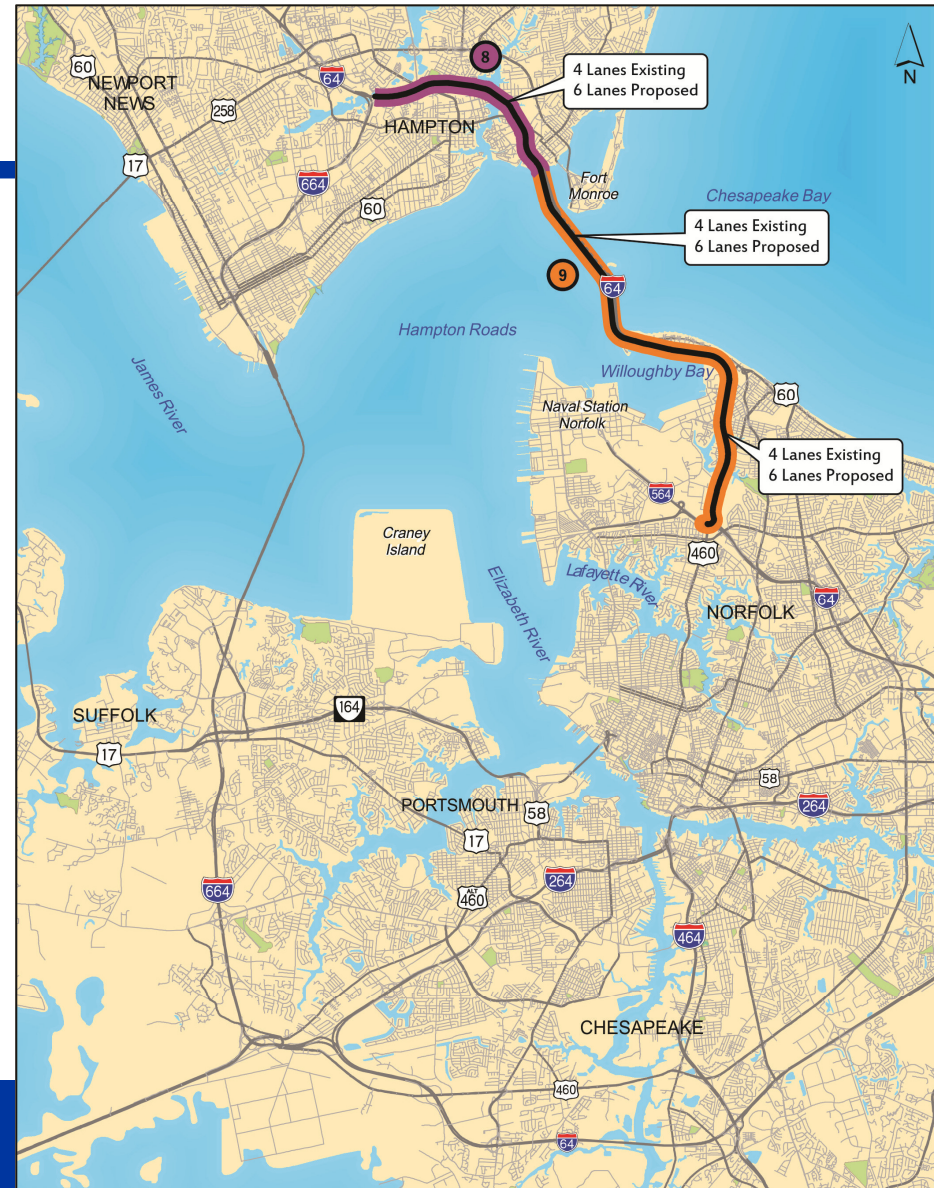 8
4 Lanes Existing
6 Lanes Proposed
N
60
NEWPORT
NEWS
64
258
HAMPTON
17
664
60
Fort
Monroe
Chesapeake Bay
4 Lanes Existing
6 Lanes Proposed
9
64
Hampton Roads
James River
Willoughby Bay
60
Naval Station
Norfolk
4 Lanes Existing
6 Lanes Proposed
564
460
Craney
Island
Elizabeth River
Lafayette River
64
NORFOLK
164
SUFFOLK
17
58
264
PORTSMOUTH
58
17
264
664
ALT
460
464
CHESAPEAKE
460
64